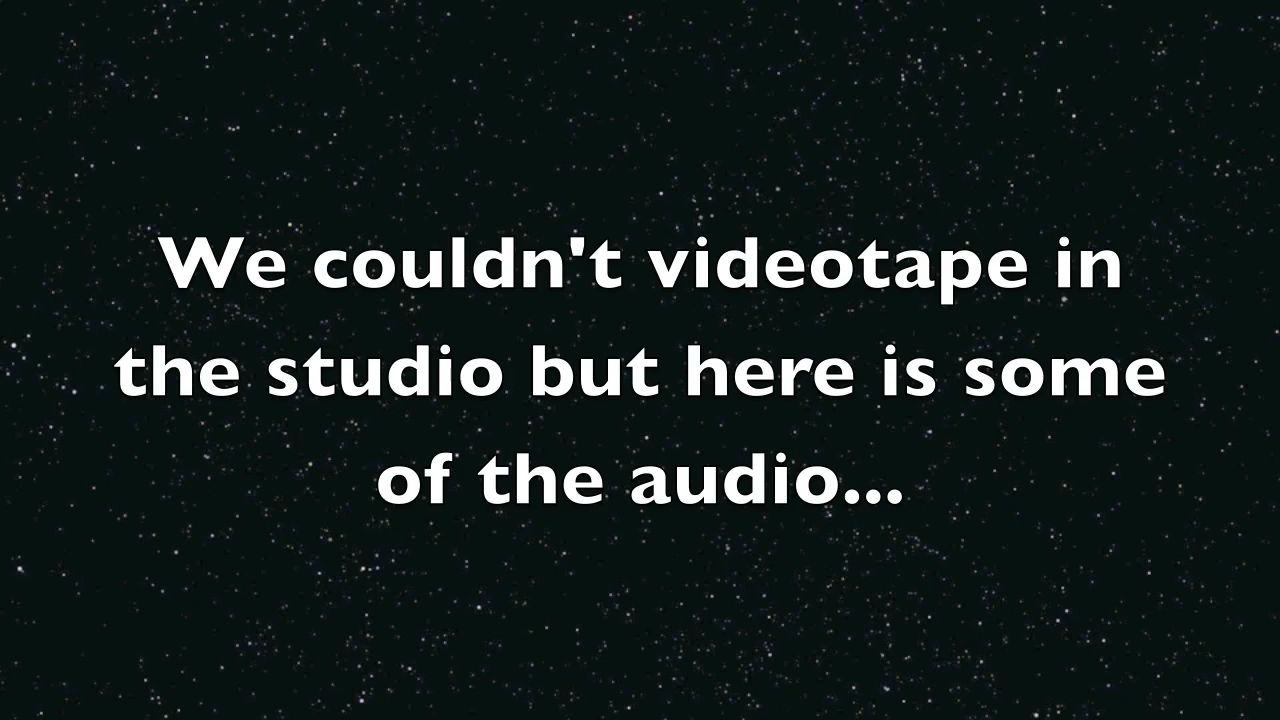 We couldn't videotape in
the studio but here is some
of the audio...